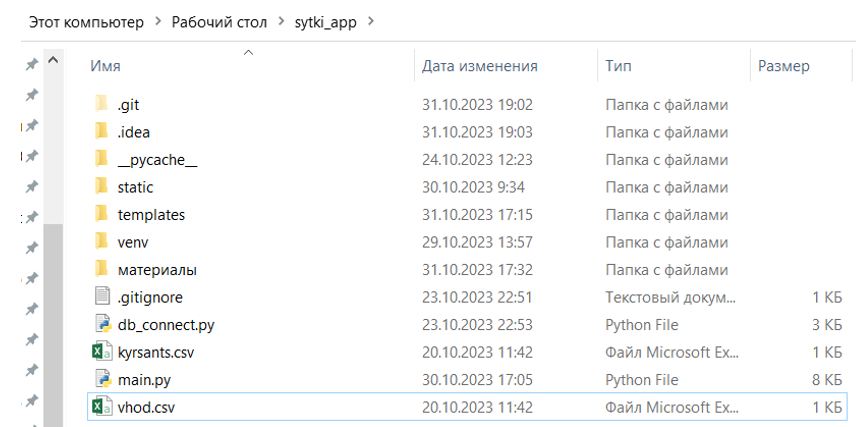 Этот компьютер > Рабочий стол > sytki_app >
Имя Дата изменения Тип Размер
.git 31.10.2023 19:02 Папка с файлами
.idea 31.10.2023 19:03 Папка с файлами
__pycache__ 24.10.2023 12:23 Папка с файлами
static 30.10.2023 9:34 Папка с файлами
templates 31.10.2023 17:15 Папка с файлами
venv 29.10.2023 13:57 Папка с файлами
материалы 31.10.2023 17:32 Папка с файлами
.gitignore 23.10.2023 22:51 Текстовый докум... 1 КБ
db_connect.py 23.10.2023 22:53 Python File 3 КБ
kyrsants.csv 20.10.2023 11:42 Файл Microsoft Ex... 1 КБ
main.py 30.10.2023 17:05 Python File 8 КБ
vhod.csv 20.10.2023 11:42 Файл Microsoft Ex... 1 КБ